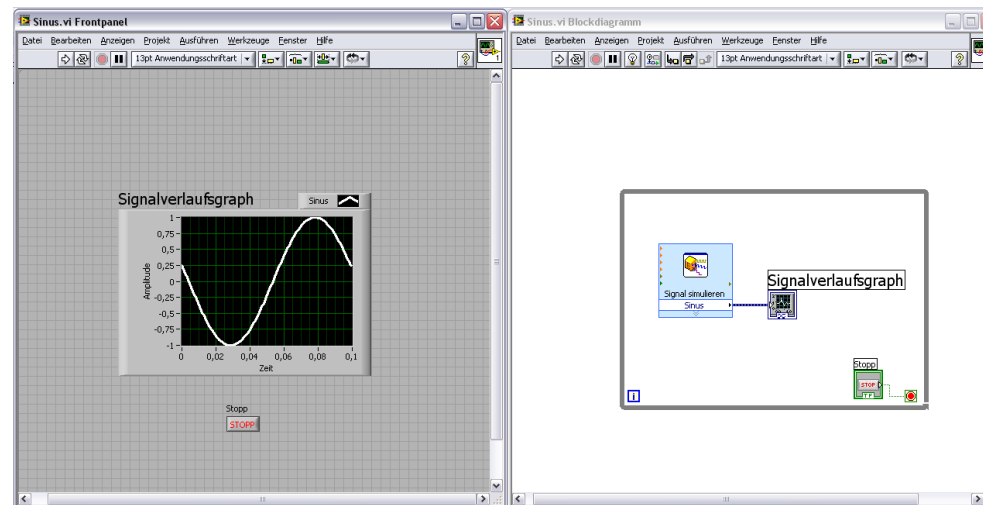 Sinus.vi Frontpanel
Datei Bearbeiten Anzeigen Projekt Ausführen Werkzeuge Fenster Hilfe
13pt Anwendungsschriftart
1
Signalverlaufsgraph
Sinus
Amplitude
1
0,75
0,5
0,25
0
-0,25
-0,5
-0,75
-1
0 0,02 0,04 0,06 0,08 0,1
Zeit
Stopp
STOPP
Sinus.vi Blockdiagramm
Datei Bearbeiten Anzeigen Projekt Ausführen Werkzeuge Fenster Hilfe
13pt Anwendungsschriftart
Signal simulieren
Sinus
Signalverlaufsgraph
Stopp
STOP
TF
i